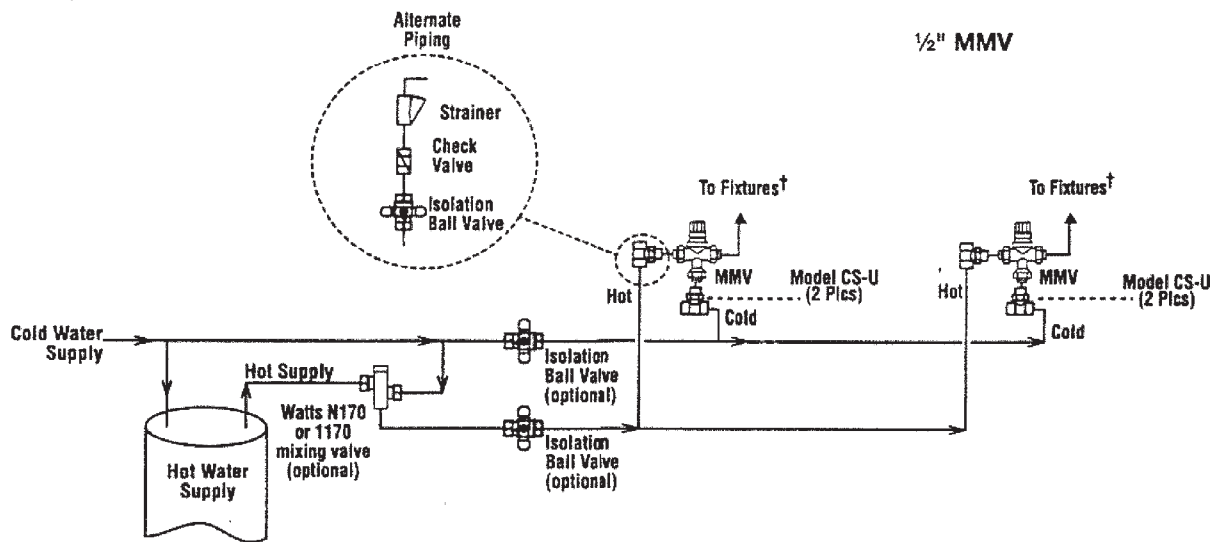 Alternate
Piping
½" MMV
Strainer
Check
Valve
Isolation
Ball Valve
To Fixtures†
To Fixtures†
MMV
Model CS-U
(2 Plcs)
Hot
Cold
MMV
Model CS-U
(2 Plcs)
Hot
Cold
Cold Water
Supply
Isolation
Ball Valve
(optional)
Hot Supply
Watts N170
or 1170
mixing valve
(optional)
Isolation
Ball Valve
(optional)
Hot Water
Supply